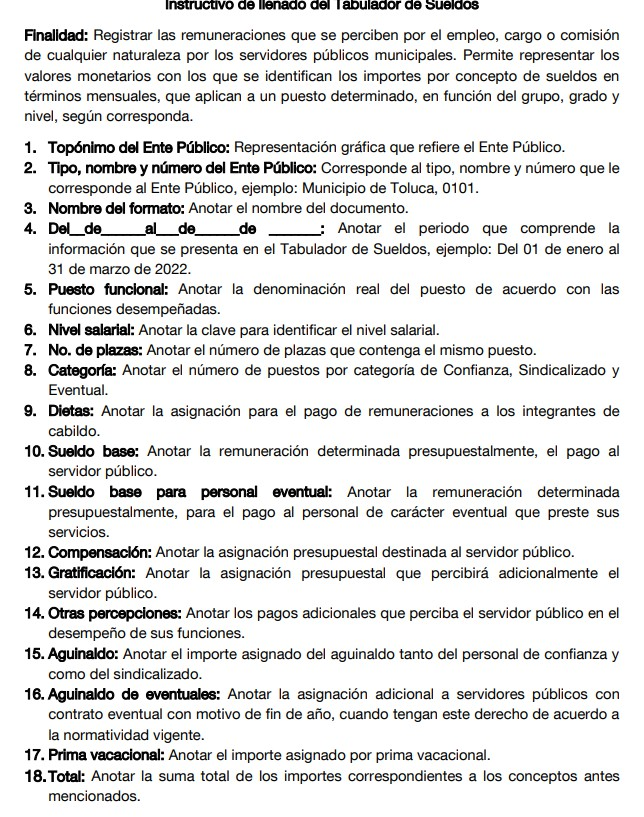 Instructivo de llenado del Tabulador de Sueldos
Finalidad: Registrar las remuneraciones que se perciben por el empleo, cargo o comisión
de cualquier naturaleza por los servidores públicos municipales. Permite representar los
valores monetarios con los que se identifican los importes por concepto de sueldos en
términos mensuales, que aplican a un puesto determinado, en función del grupo, grado y
nivel, según corresponda.
1. Topónimo del Ente Público: Representación gráfica que refiere el Ente Público.
2. Tipo, nombre y número del Ente Público: Corresponde al tipo, nombre y número que le
corresponde al Ente Público, ejemplo: Municipio de Toluca, 0101.
3. Nombre del formato: Anotar el nombre del documento.
4. Del__de______al___de______de _______: Anotar el periodo que comprende la
información que se presenta en el Tabulador de Sueldos, ejemplo: Del 01 de enero al
31 de marzo de 2022.
5. Puesto funcional: Anotar la denominación real del puesto de acuerdo con las
funciones desempeñadas.
6. Nivel salarial: Anotar la clave para identificar el nivel salarial.
7. No. de plazas: Anotar el número de plazas que contenga el mismo puesto.
8. Categoría: Anotar el número de puestos por categoría de Confianza, Sindicalizado y
Eventual.
9. Dietas: Anotar la asignación para el pago de remuneraciones a los integrantes de
cabildo.
10. Sueldo base: Anotar la remuneración determinada presupuestalmente, el pago al
servidor público.
11. Sueldo base para personal eventual: Anotar la remuneración determinada
presupuestalmente, para el pago al personal de carácter eventual que preste sus
servicios.
12. Compensación: Anotar la asignación presupuestal destinada al servidor público.
13. Gratificación: Anotar la asignación presupuestal que percibirá adicionalmente el
servidor público.
14. Otras percepciones: Anotar los pagos adicionales que perciba el servidor público en el
desempeño de sus funciones.
15. Aguinaldo: Anotar el importe asignado del aguinaldo tanto del personal de confianza y
como del sindicalizado.
16. Aguinaldo de eventuales: Anotar la asignación adicional a servidores públicos con
contrato eventual con motivo de fin de año, cuando tengan este derecho de acuerdo a
la normatividad vigente.
17. Prima vacacional: Anotar el importe asignado por prima vacacional.
18. Total: Anotar la suma total de los importes correspondientes a los conceptos antes
mencionados.